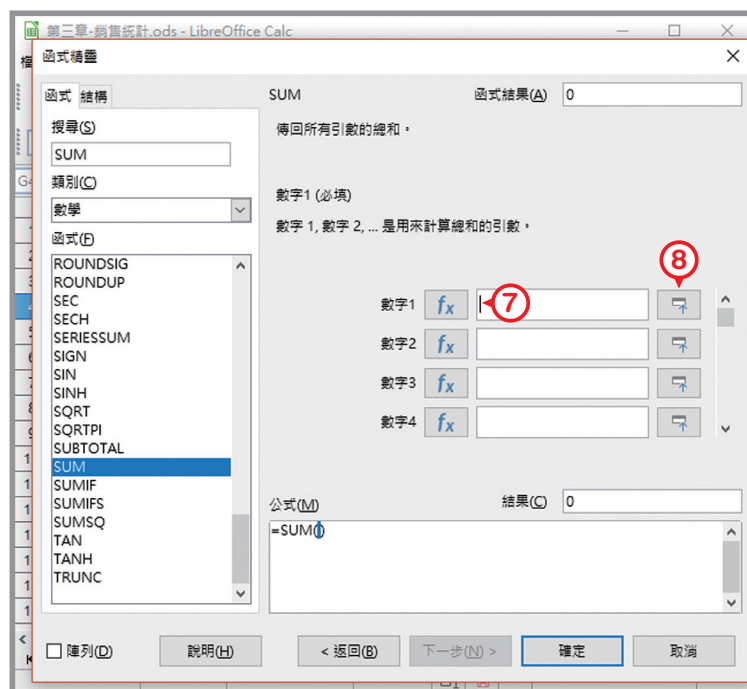 第三章-銷售統計.ods - LibreOffice Calc
函式精靈
函式 結構
搜尋(S)
SUM
類別(C)
數學
函式(F)
ROUNDSIG
ROUNDUP
SEC
SECH
SERIESSUM
SIGN
SIN
SINH
SQRT
SQRTPI
SUBTOTAL
SUM
SUMIF
SUMIFS
SUMSQ
TAN
TANH
TRUNC
SUM
函式結果(A) 0
傳回所有引數的總和。
數字1 (必填)
數字 1, 數字 2, ... 是用來計算總和的引數。
8
數字1 fx 7
數字2 fx
數字3 fx
數字4 fx
公式(M)
結果(C) 0
=SUM()
陣列(D) 說明(H) < 返回(B) 下一步(N) > 確定 取消